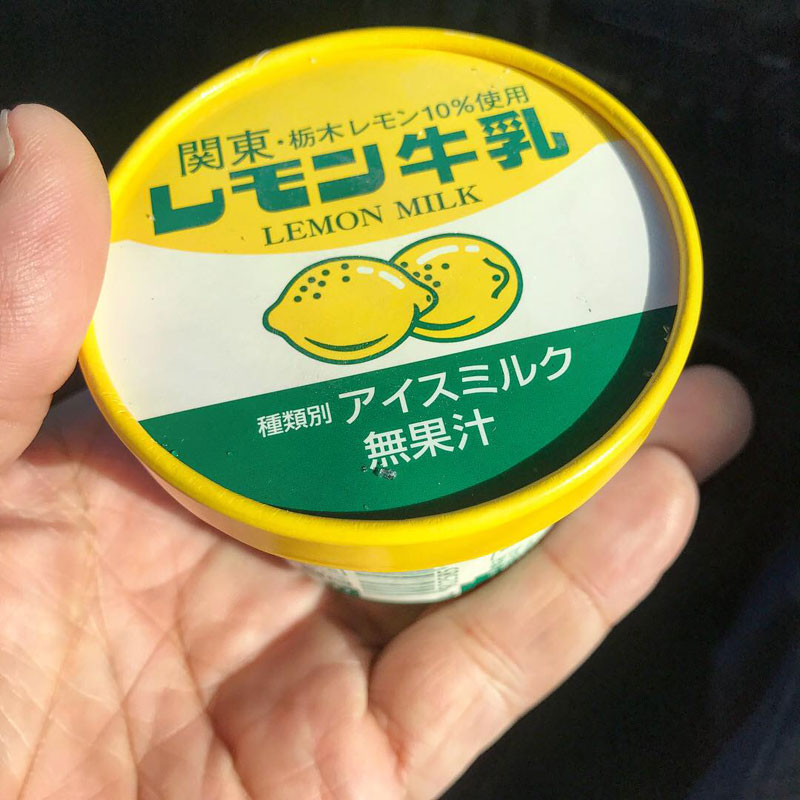 関東・栃木レモン10%使用
レモン牛乳
LEMON MILK
種類別 アイスミルク
無果汁